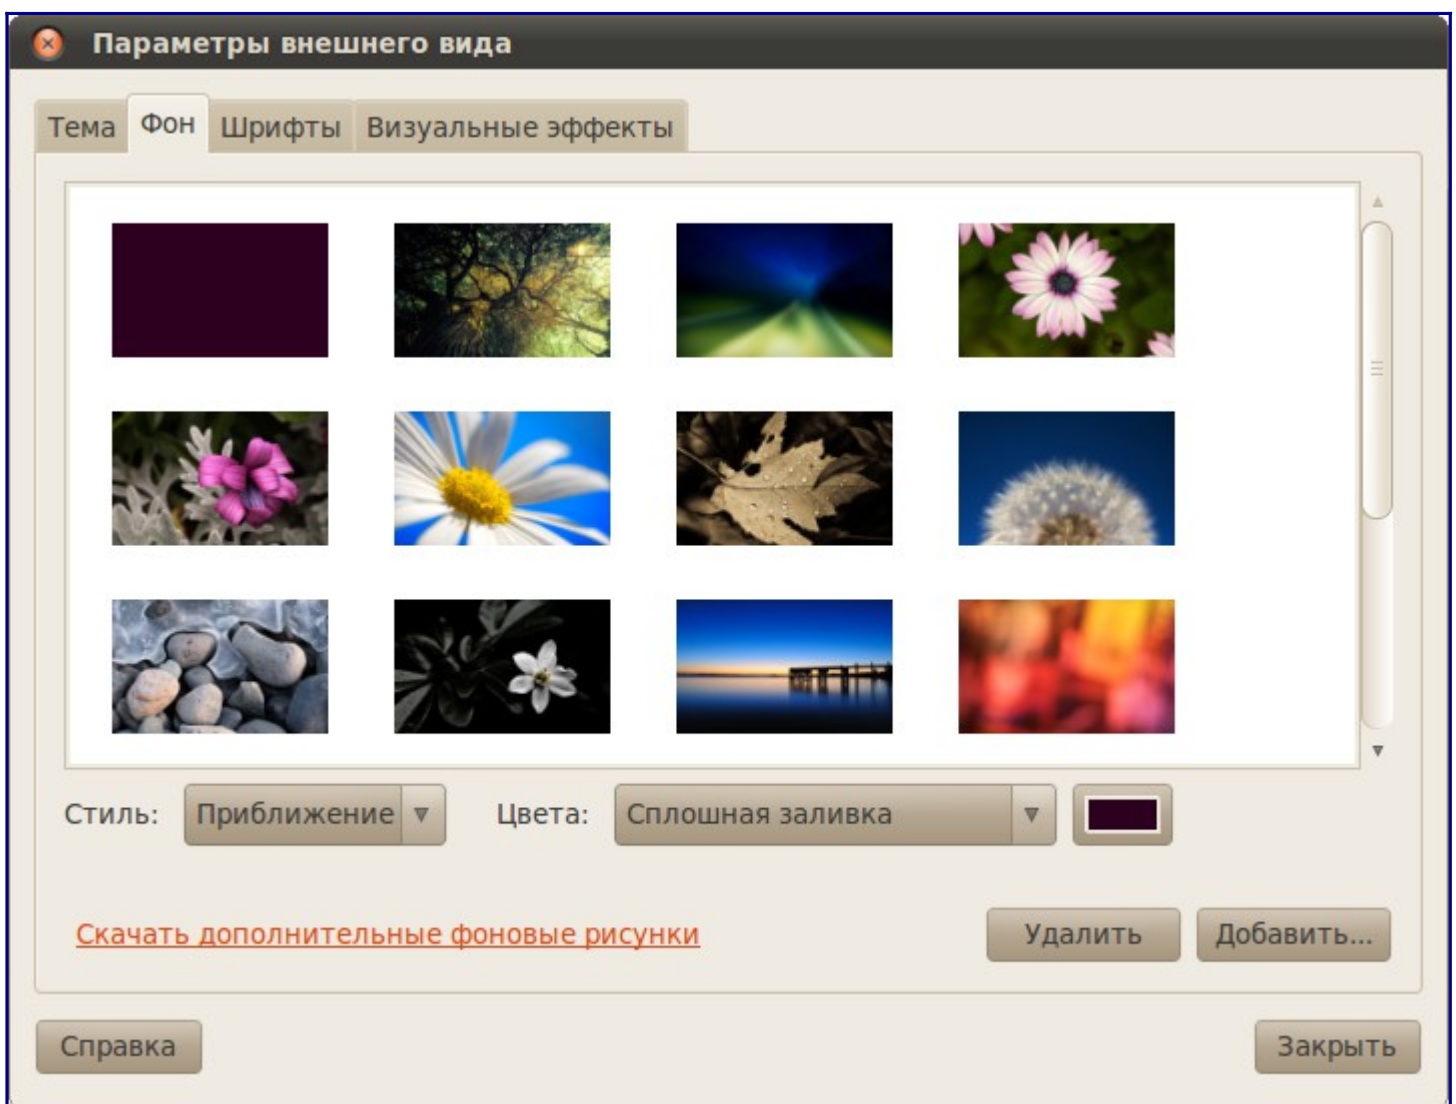 Параметры внешнего вида
Тема Фон Шрифты Визуальные эффекты
Стиль: Приближение Цвета: Сплошная заливка
Скачать дополнительные фоновые рисунки Удалить Добавить...
Справка Закрыть